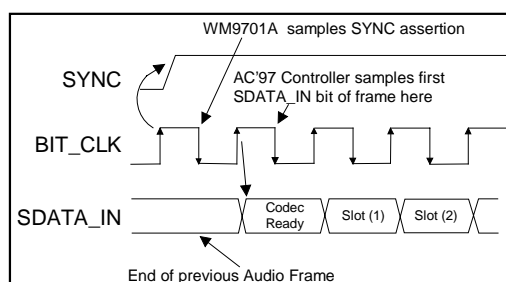 WM9701A samples SYNC assertion
SYNC
AC'97 Controller samples first
SDATA_IN bit of frame here
BIT_CLK
SDATA_IN
Codec
Ready
Slot (1)
Slot (2)
End of previous Audio Frame